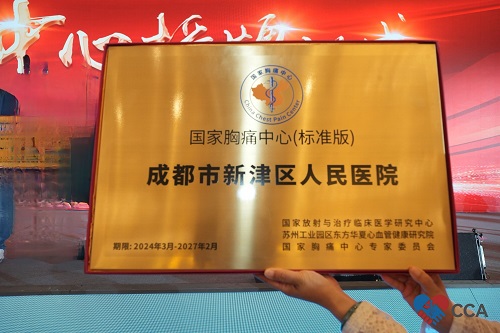 中心
国家胸痛中心
China Chest Pain Center
国家胸痛中心(标准版)
成都市新津区人民医院
国家放射与治疗临床医学研究中心
苏州工业园区东方华夏心血管健康研究院
国家胸痛中心专家委员会
期限: 2024年3月-2027年2月
CCA